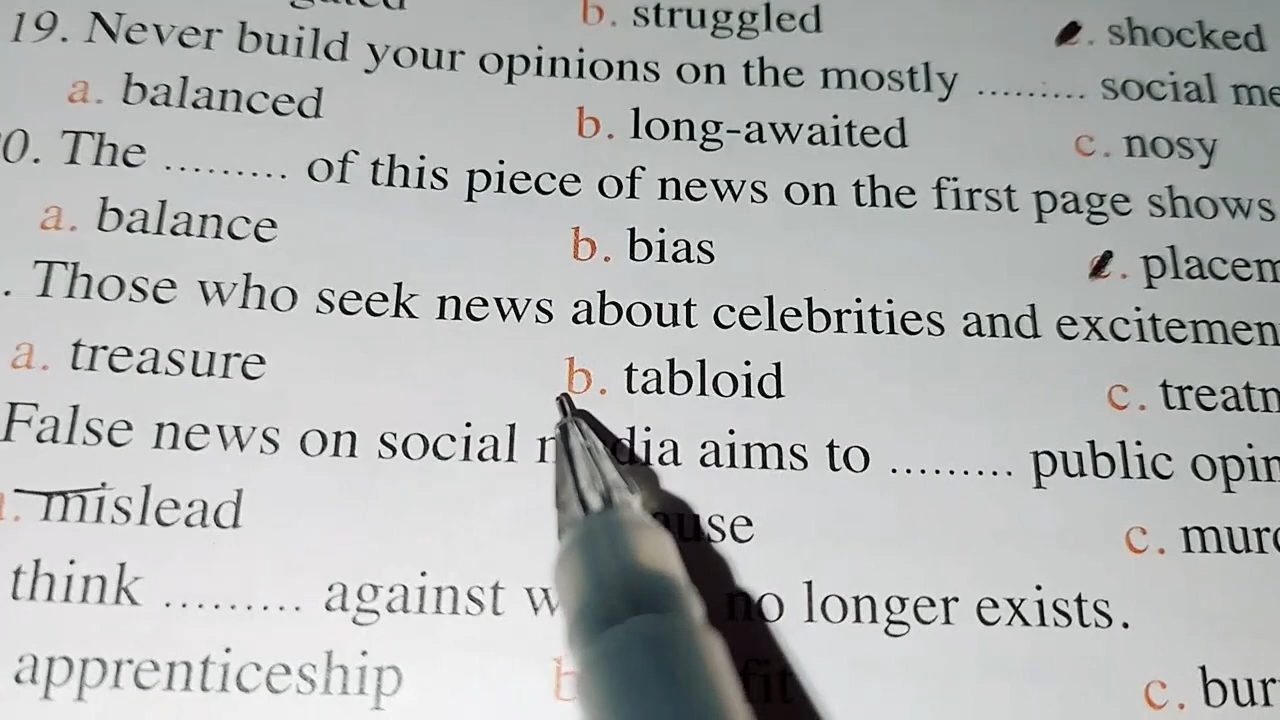 b. struggled
c. shocked
19. Never build your opinions on the mostly ......... social me
a. balanced b. long-awaited c. nosy
0. The ......... of this piece of news on the first page shows
a. balance b. bias c. placem
. Those who seek news about celebrities and excitemen
a. treasure b. tabloid c. treatn
False news on social media aims to ......... public opin
mislead use c. murd
think ......... against no longer exists.
apprenticeship b fit c. bur